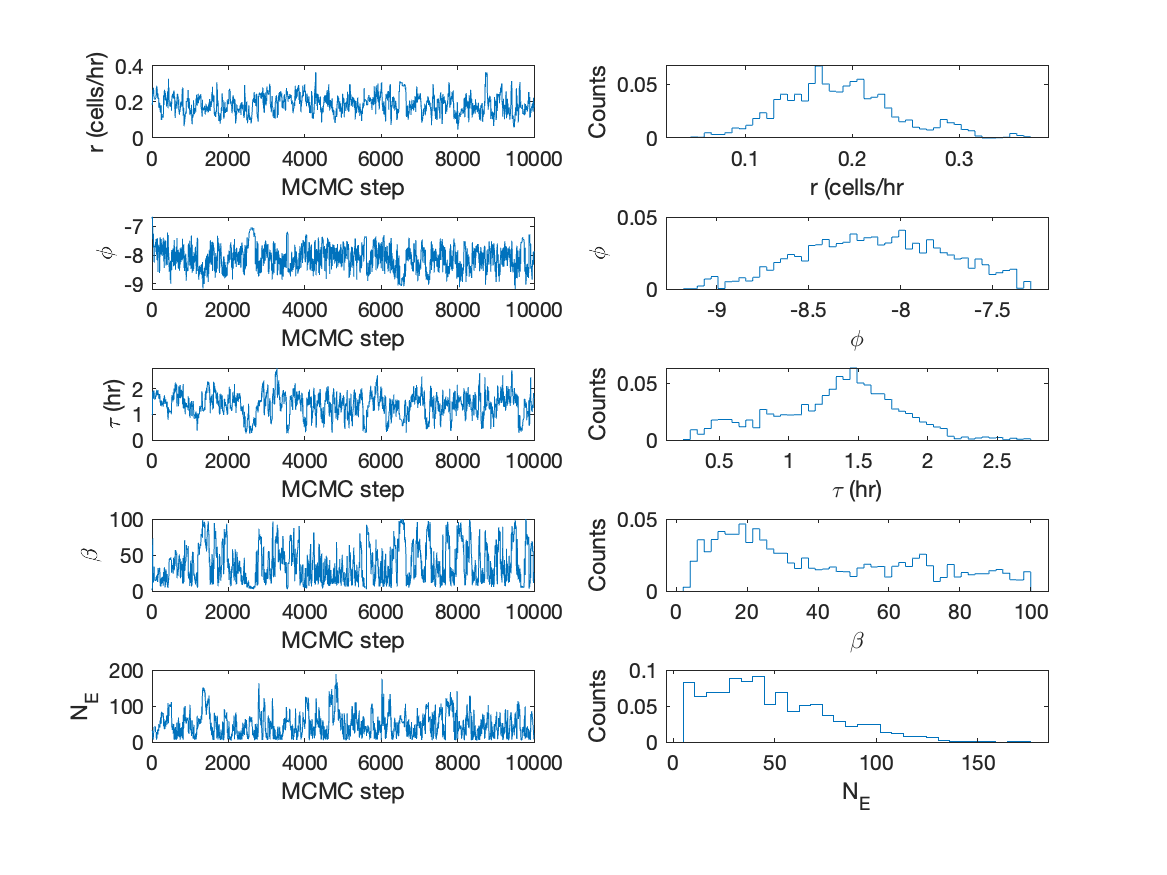 r (cells/hr)
0.4
0.2
0
0 2000 4000 6000 8000 10000
MCMC step
Counts
0.05
0
0.1 0.2 0.3
r (cells/hr
ϕ
-7
-8
-9
0 2000 4000 6000 8000 10000
MCMC step
ϕ
0.05
0
-9 -8.5 -8 -7.5
ϕ
τ (hr)
2
1
0
0 2000 4000 6000 8000 10000
MCMC step
Counts
0.05
0
0.5 1 1.5 2 2.5
τ (hr)
β
100
50
0
0 2000 4000 6000 8000 10000
MCMC step
Counts
0.05
0
0 20 40 60 80 100
β
N_E
200
100
0
0 2000 4000 6000 8000 10000
MCMC step
Counts
0.1
0.05
0
0 50 100 150
N_E